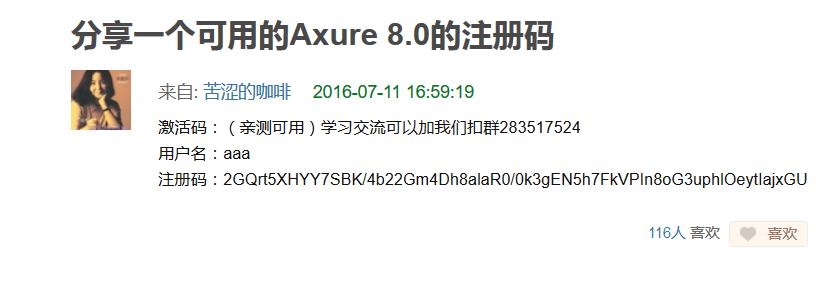 分享一个可用的Axure 8.0的注册码
来自: 苦涩的咖啡 2016-07-11 16:59:19
激活码：（亲测可用）学习交流可以加我们扣群283517524
用户名：aaa
注册码：2GQrt5XHYY7SBK/4b22Gm4Dh8alaR0/0k3gEN5h7FkVPIn8oG3uphlOeytIajxGU
116人 喜欢 喜欢